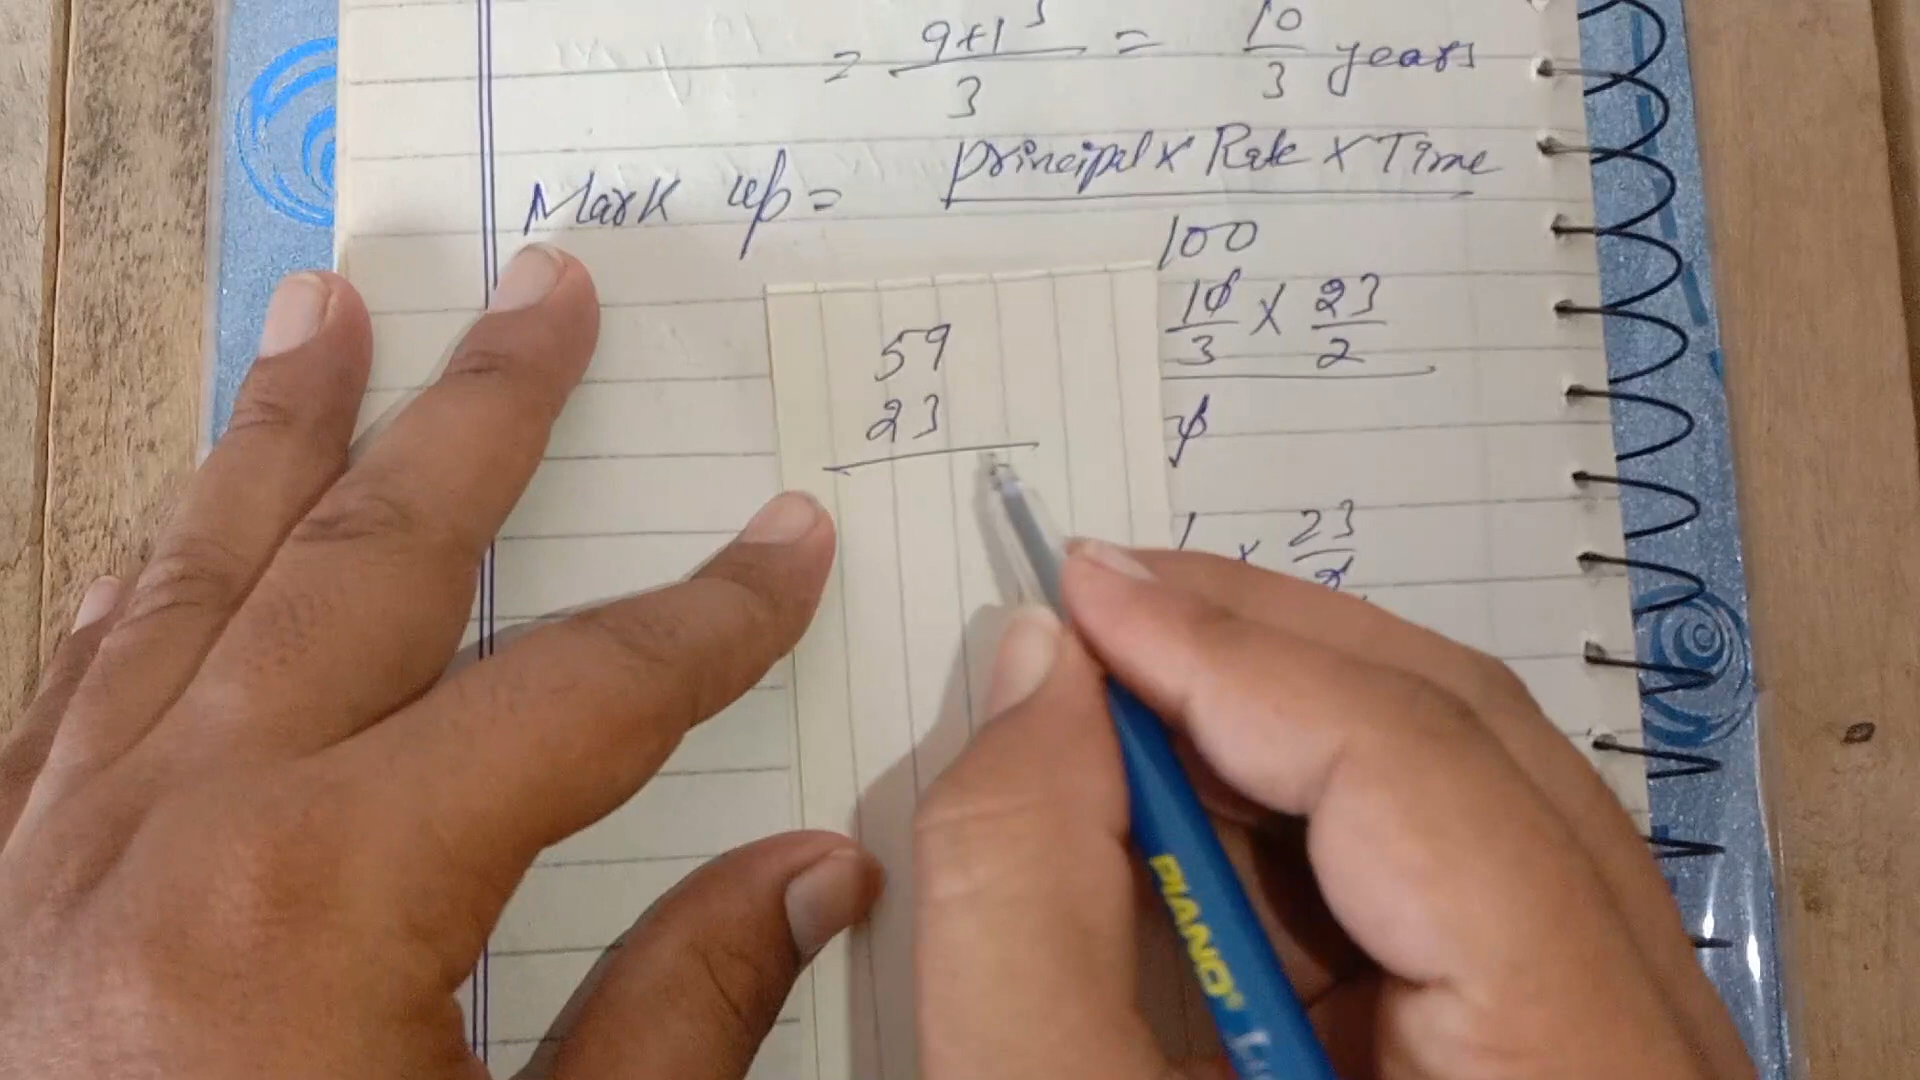 = 9+1 / 3 = 10 / 3 years
Mark up = principal x Rate x Time
100
10/3 x 23/2
59
23
x 23
PIANO